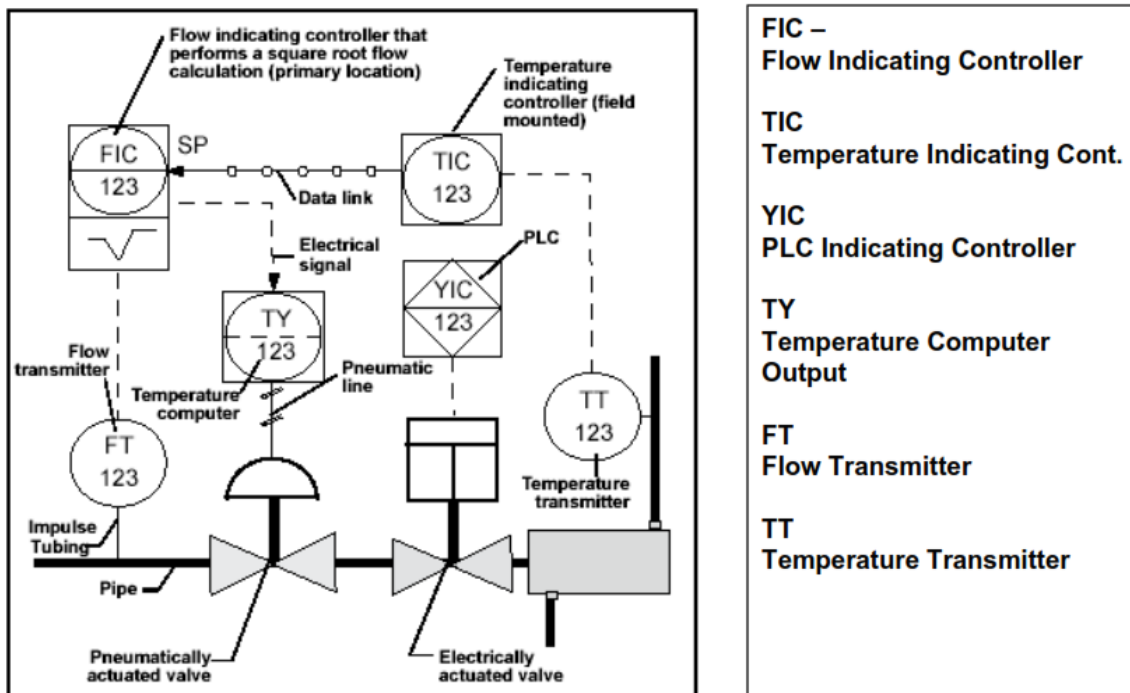 Flow indicating controller that
performs a square root flow
calculation (primary location)
Temperature
indicating
controller (field
mounted)
FIC
123
SP
TIC
123
Data link
Electrical
signal
PLC
YIC
123
TY
123
Flow
transmitter
Temperature
computer
Pneumatic
line
FT
123
TT
123
Temperature
transmitter
Impulse
Tubing
Pipe
Pneumatically
actuated valve
Electrically
actuated valve
FIC –
Flow Indicating Controller
TIC
Temperature Indicating Cont.
YIC
PLC Indicating Controller
TY
Temperature Computer
Output
FT
Flow Transmitter
TT
Temperature Transmitter